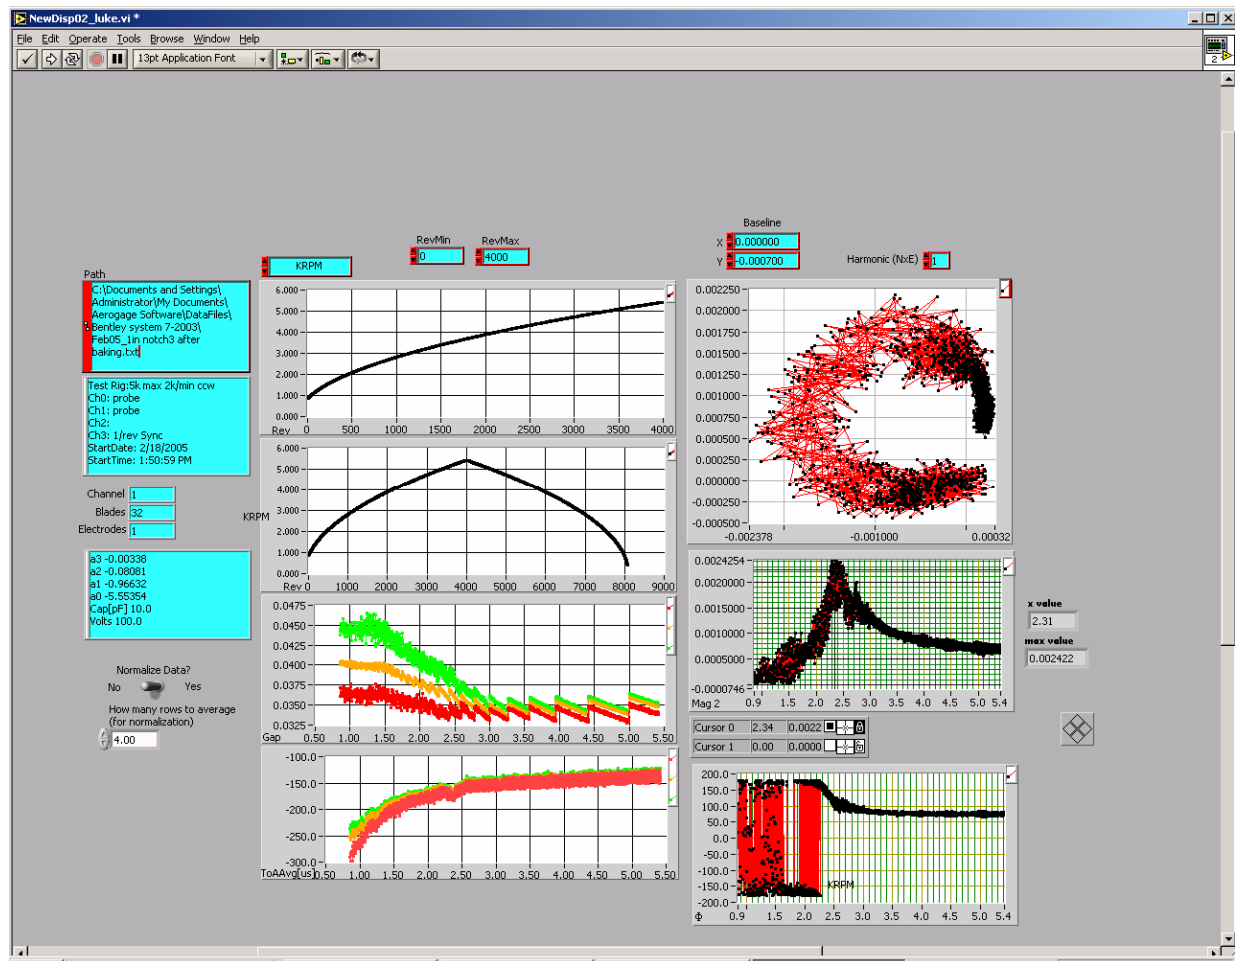 NewDisp02_luke.vi *
File Edit Operate Tools Browse Window Help
13pt Application Font
2
Baseline
RevMin RevMax
X 0.000000
0 4000
Y -0.000700
Harmonic (NxE) 1
KRPM
Path
C:\Documents and Settings\
Administrator\My Documents\
Aerogage Software\DataFiles\
Bentley system 7-2003\
Feb05_1in notch3 after
baking.txt
Test Rig:5k max 2k/min ccw
Ch0: probe
Ch1: probe
Ch2:
Ch3: 1/rev Sync
StartDate: 2/18/2005
StartTime: 1:50:59 PM
Channel 1
Blades 32
Electrodes 1
a3 -0.00338
a2 -0.08081
a1 -0.96632
a0 -5.55354
Cap[pF] 10.0
Volts 100.0
Normalize Data?
No Yes
How many rows to average
(for normalization)
4.00
6.000
5.000
4.000
3.000
2.000
1.000
0.000
Rev 0 500 1000 1500 2000 2500 3000 3500 4000
6.000
5.000
4.000
3.000
KRPM
2.000
1.000
0.000
Rev 0 1000 2000 3000 4000 5000 6000 7000 8000 9000
0.0475
0.0450
0.0425
0.0400
0.0375
0.0350
0.0325
Gap 0.50 1.00 1.50 2.00 2.50 3.00 3.50 4.00 4.50 5.00 5.50
-100.0
-150.0
-200.0
-250.0
-300.0
ToAAvg[us] 0.50 1.00 1.50 2.00 2.50 3.00 3.50 4.00 4.50 5.00 5.50
0.002250
0.002000
0.001750
0.001500
0.001250
0.001000
0.000750
0.000500
0.000250
0.000000
-0.000250
-0.000500
-0.002378 -0.001000 0.00032
0.0024254
0.0020000
0.0015000
0.0010000
0.0005000
-0.0000746
Mag 2 0.9 1.5 2.0 2.5 3.0 3.5 4.0 4.5 5.0 5.4
x value
2.31
max value
0.002422
Cursor 0 2.34 0.0022
Cursor 1 0.00 0.0000
200.0
150.0
100.0
50.0
0.0
-50.0
-100.0
-150.0
-200.0
KRPM
Φ 0.9 1.5 2.0 2.5 3.0 3.5 4.0 4.5 5.0 5.4